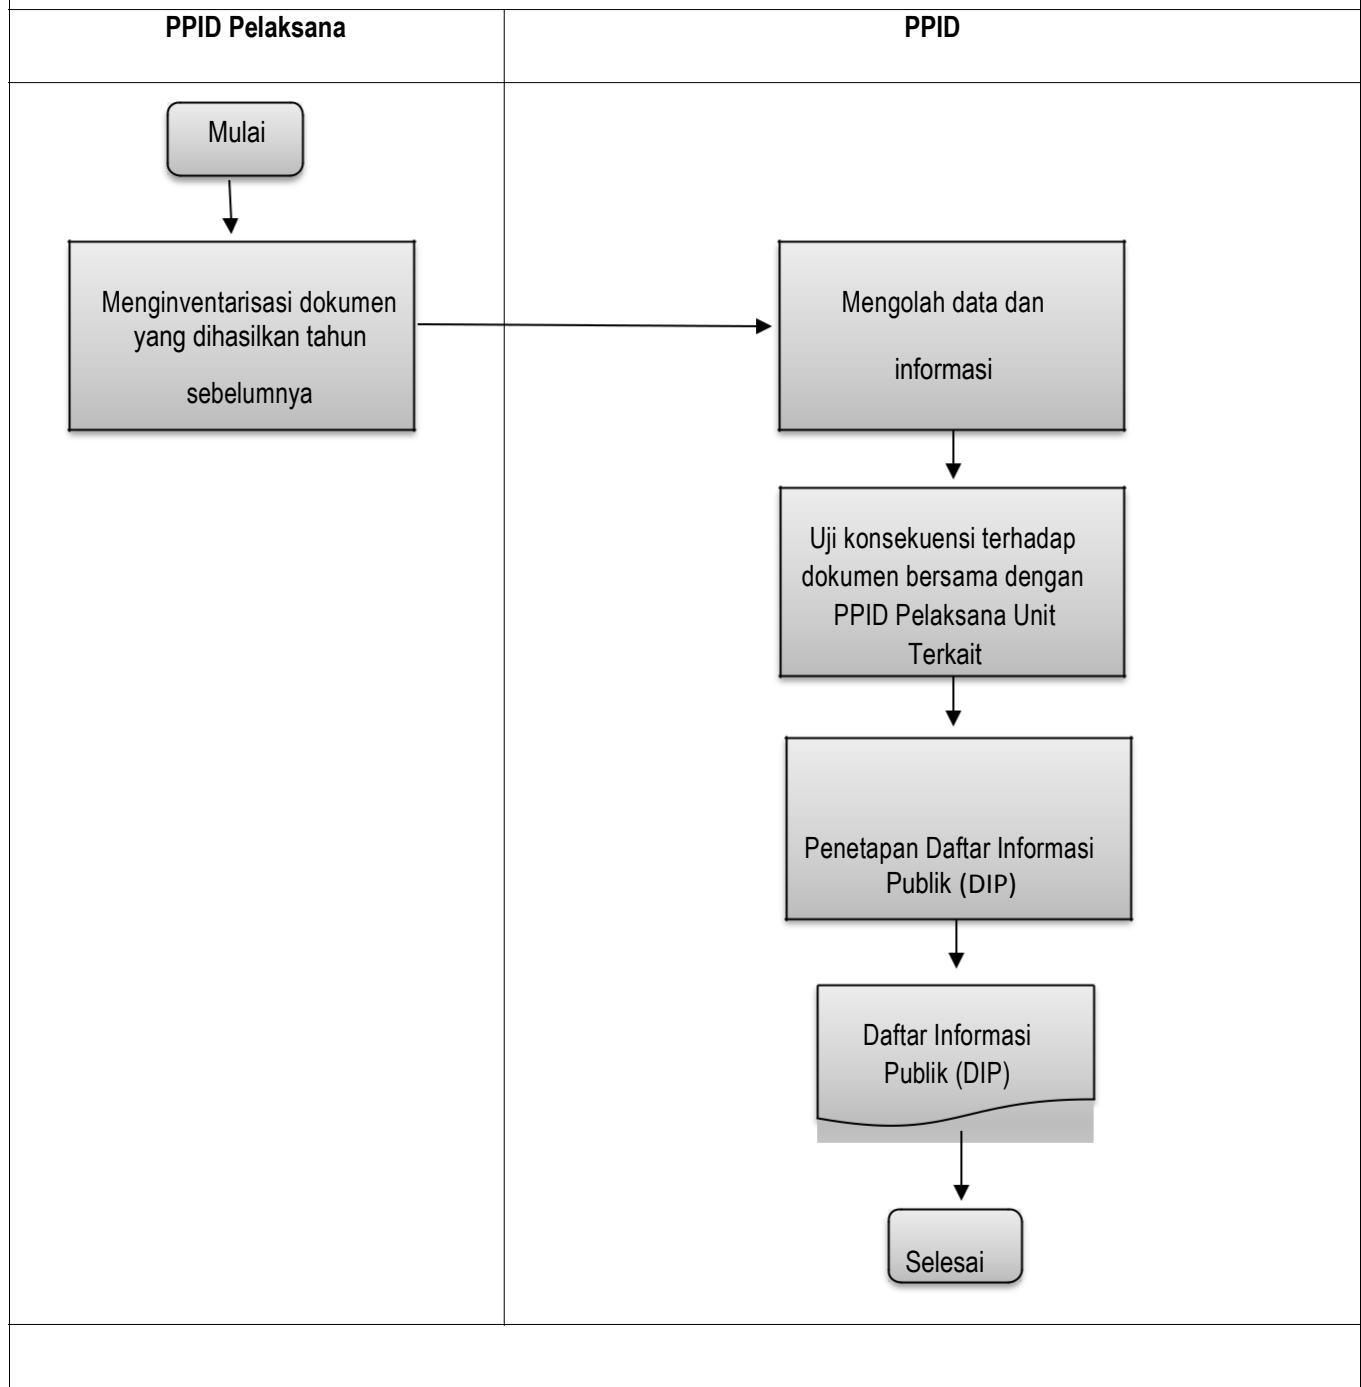 PPID Pelaksana
PPID
Mulai
Menginventarisasi dokumen
yang dihasilkan tahun
sebelumnya
Mengolah data dan
informasi
Uji konsekuensi terhadap
dokumen bersama dengan
PPID Pelaksana Unit
Terkait
Penetapan Daftar Informasi
Publik (DIP)
Daftar Informasi
Publik (DIP)
Selesai